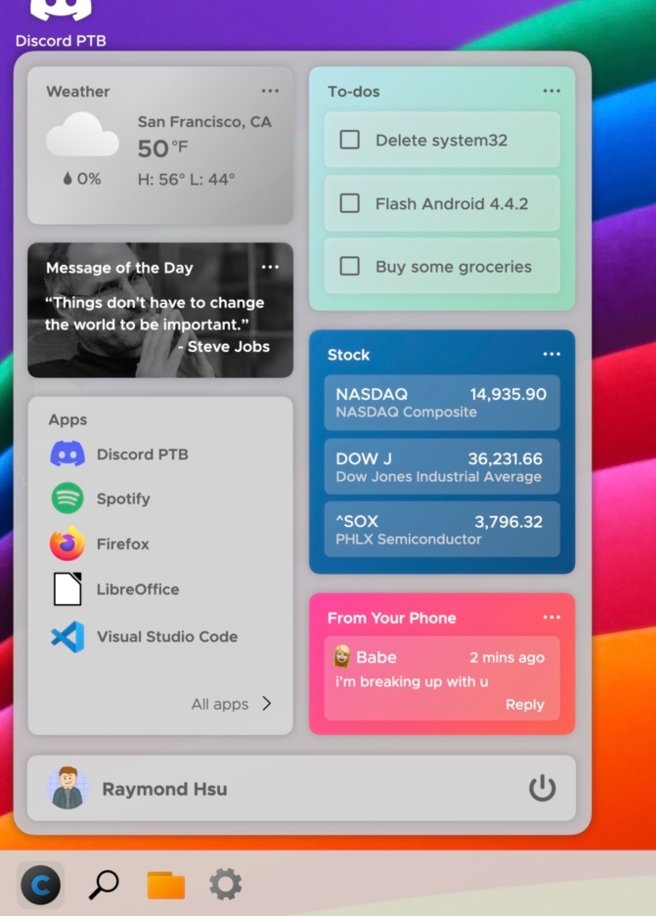 Discord PTB
Weather
San Francisco, CA
50 °F
0%
H: 56° L: 44°
Message of the Day
“Things don't have to change
the world to be important.”
- Steve Jobs
Apps
Discord PTB
Spotify
Firefox
LibreOffice
Visual Studio Code
All apps
To-dos
Delete system32
Flash Android 4.4.2
Buy some groceries
Stock
NASDAQ 14,935.90
NASDAQ Composite
DOW J 36,231.66
Dow Jones Industrial Average
^SOX 3,796.32
PHLX Semiconductor
From Your Phone
Babe 2 mins ago
i'm breaking up with u
Reply
Raymond Hsu
C